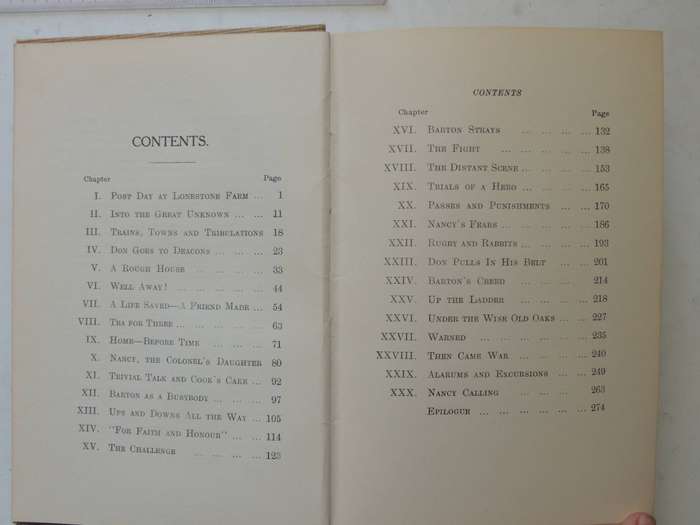 CONTENTS.
Chapter Page
I. Post Day at Lonestone Farm ... 1
II. Into the Great Unknown ... ... 11
III. Trains, Towns and Tribulations 18
IV. Don Goes to Deacons ... ... ... 23
V. A Rough House ... ... ... ... 33
VI. Well Away! ... ... ... ... ... 44
VII. A Life Saved—A Friend Made ... 54
VIII. Tea for Three ... ... ... ... ... 63
IX. Home—Before Time ... ... ... 71
X. Nancy, the Colonel's Daughter 80
XI. Trivial Talk and Cook's Cake ... 92
XII. Barton as a Busybody ... ... ... 97
XIII. Ups and Downs All the Way ... 105
XIV. "For Faith and Honour" ... ... 114
XV. The Challenge ... ... ... ... 123
CONTENTS
Chapter Page
XVI. Barton Strays ... ... ... ... 132
XVII. The Fight ... ... ... ... ... 138
XVIII. The Distant Scene ... ... ... 153
XIX. Trials of a Hero ... ... ... ... 165
XX. Passes and Punishments ... ... 170
XXI. Nancy's Fears ... ... ... ... ... 186
XXII. Rugby and Rabbits ... ... ... ... 193
XXIII. Don Pulls In His Belt ... ... 201
XXIV. Barton's Creed ... ... ... 214
XXV. Up the Ladder ... ... ... ... 218
XXVI. Under the Wise Old Oaks ... ... 227
XXVII. Warned ... ... ... ... ... ... 235
XXVIII. Then Came War ... ... ... ... 240
XXIX. Alarums and Excursions ... ... 249
XXX. Nancy Calling ... ... ... 263
Epilogue ... ... ... ... ... ... 274